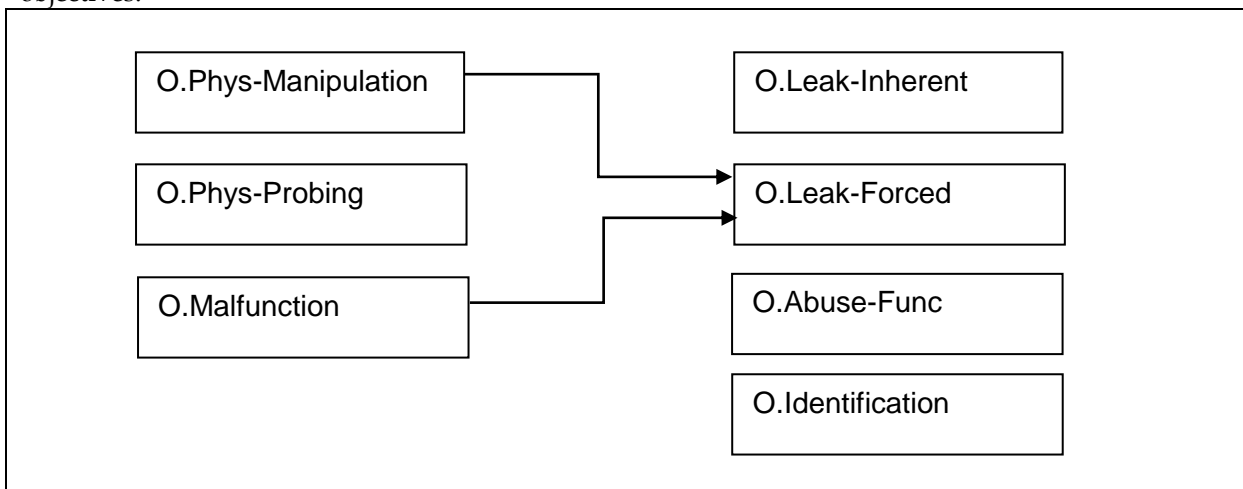 objectives.
O.Phys-Manipulation
O.Leak-Inherent
O.Phys-Probing
O.Leak-Forced
O.Malfunction
O.Abuse-Func
O.Identification